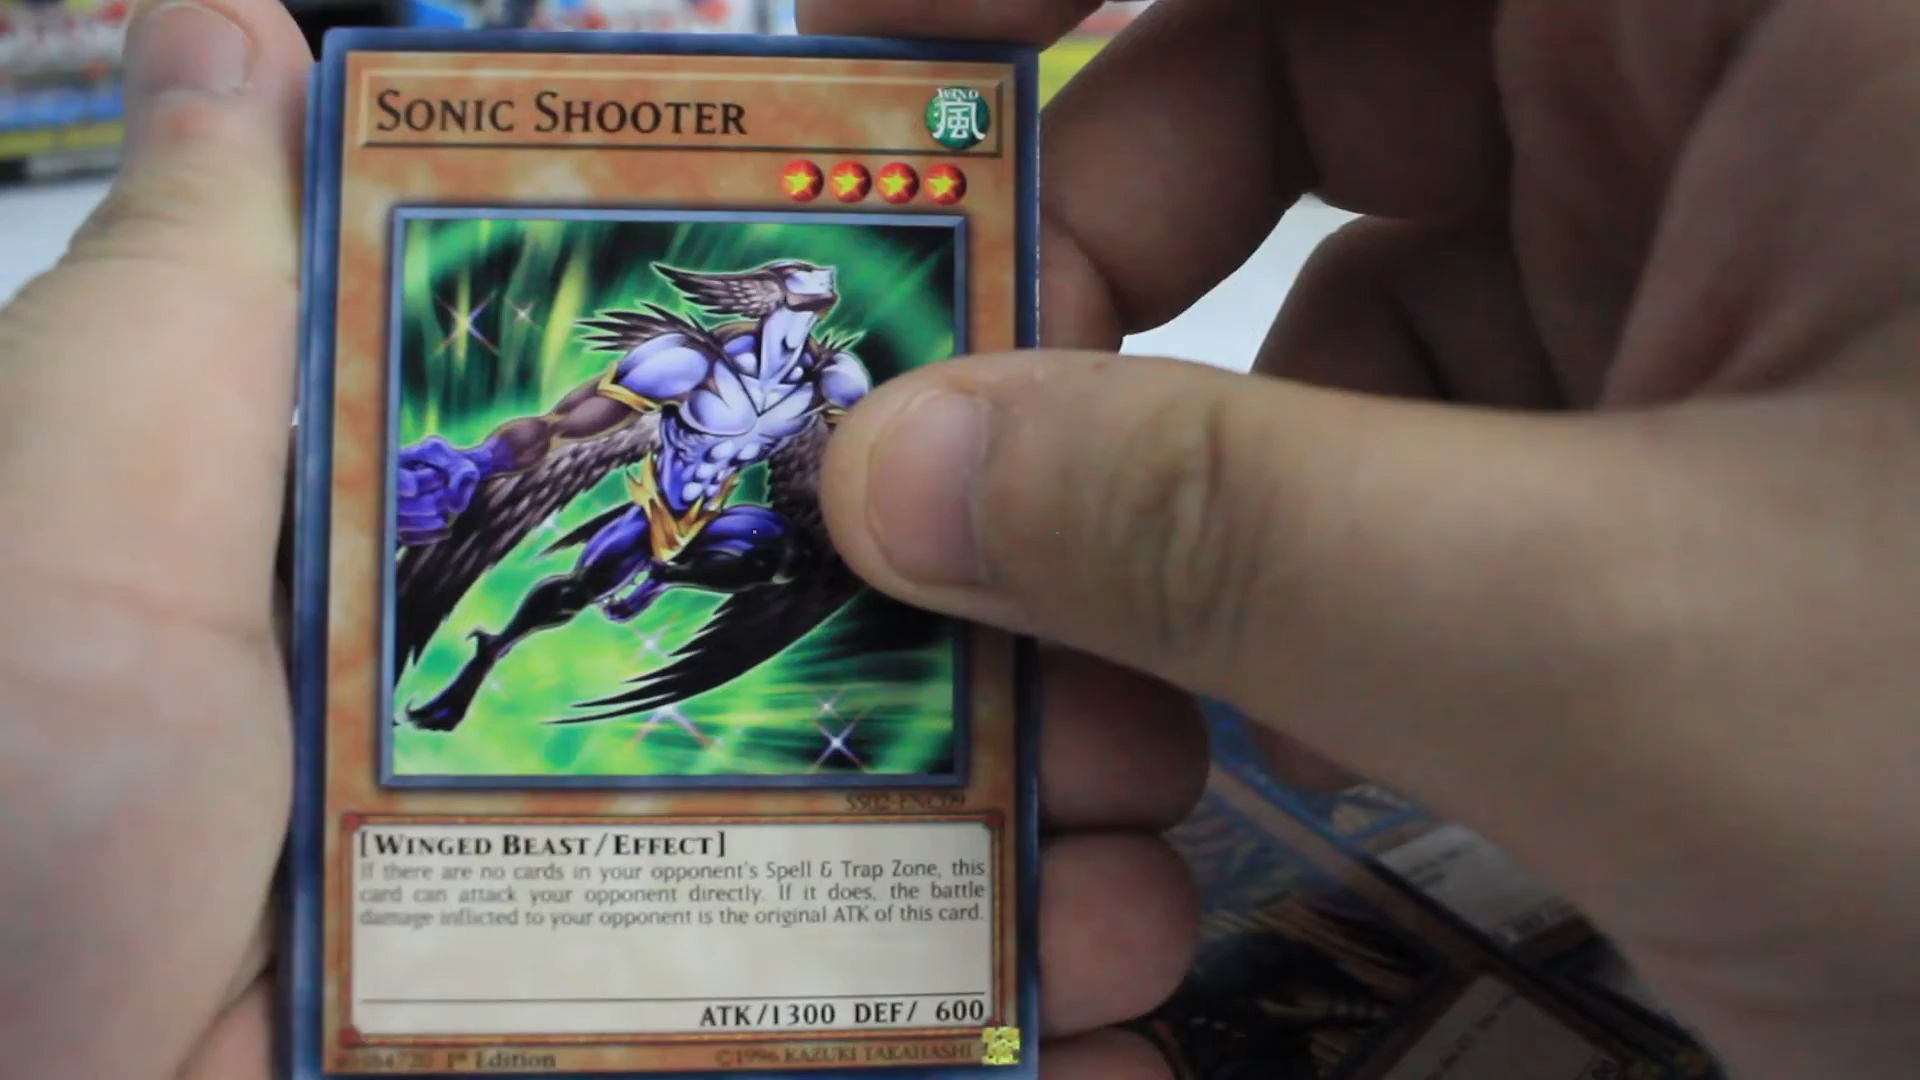 SONIC SHOOTER
WIND
風
SS02-ENC09
[WINGED BEAST/EFFECT]
If there are no cards in your opponent's Spell & Trap Zone, this
card can attack your opponent directly. If it does, the battle
damage inflicted to your opponent is the original ATK of this card.
ATK/1300 DEF/ 600
1st Edition
©1996 KAZUKI TAKAHASHI